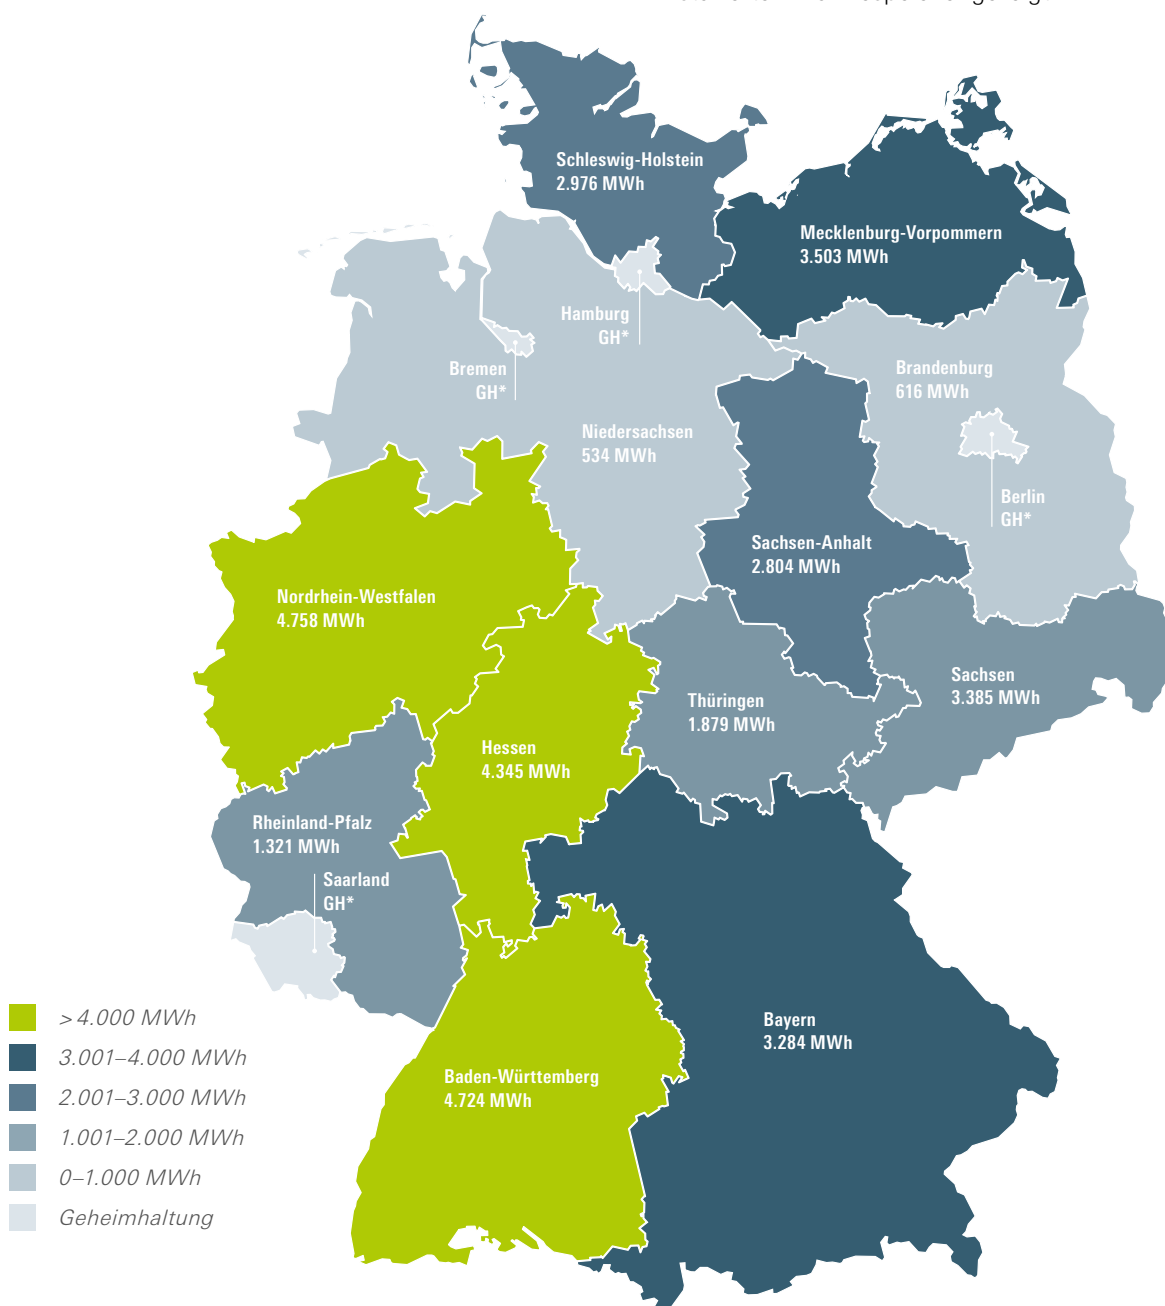 Schleswig-Holstein
2.976 MWh
Mecklenburg-Vorpommern
3.503 MWh
Hamburg
GH*
Bremen
GH*
Brandenburg
616 MWh
Niedersachsen
534 MWh
Berlin
GH*
Sachsen-Anhalt
2.804 MWh
Nordrhein-Westfalen
4.758 MWh
Sachsen
3.385 MWh
Thüringen
1.879 MWh
Hessen
4.345 MWh
Rheinland-Pfalz
1.321 MWh
Saarland
GH*
Bayern
3.284 MWh
Baden-Württemberg
4.724 MWh
> 4.000 MWh
3.001–4.000 MWh
2.001–3.000 MWh
1.001–2.000 MWh
0–1.000 MWh
Geheimhaltung